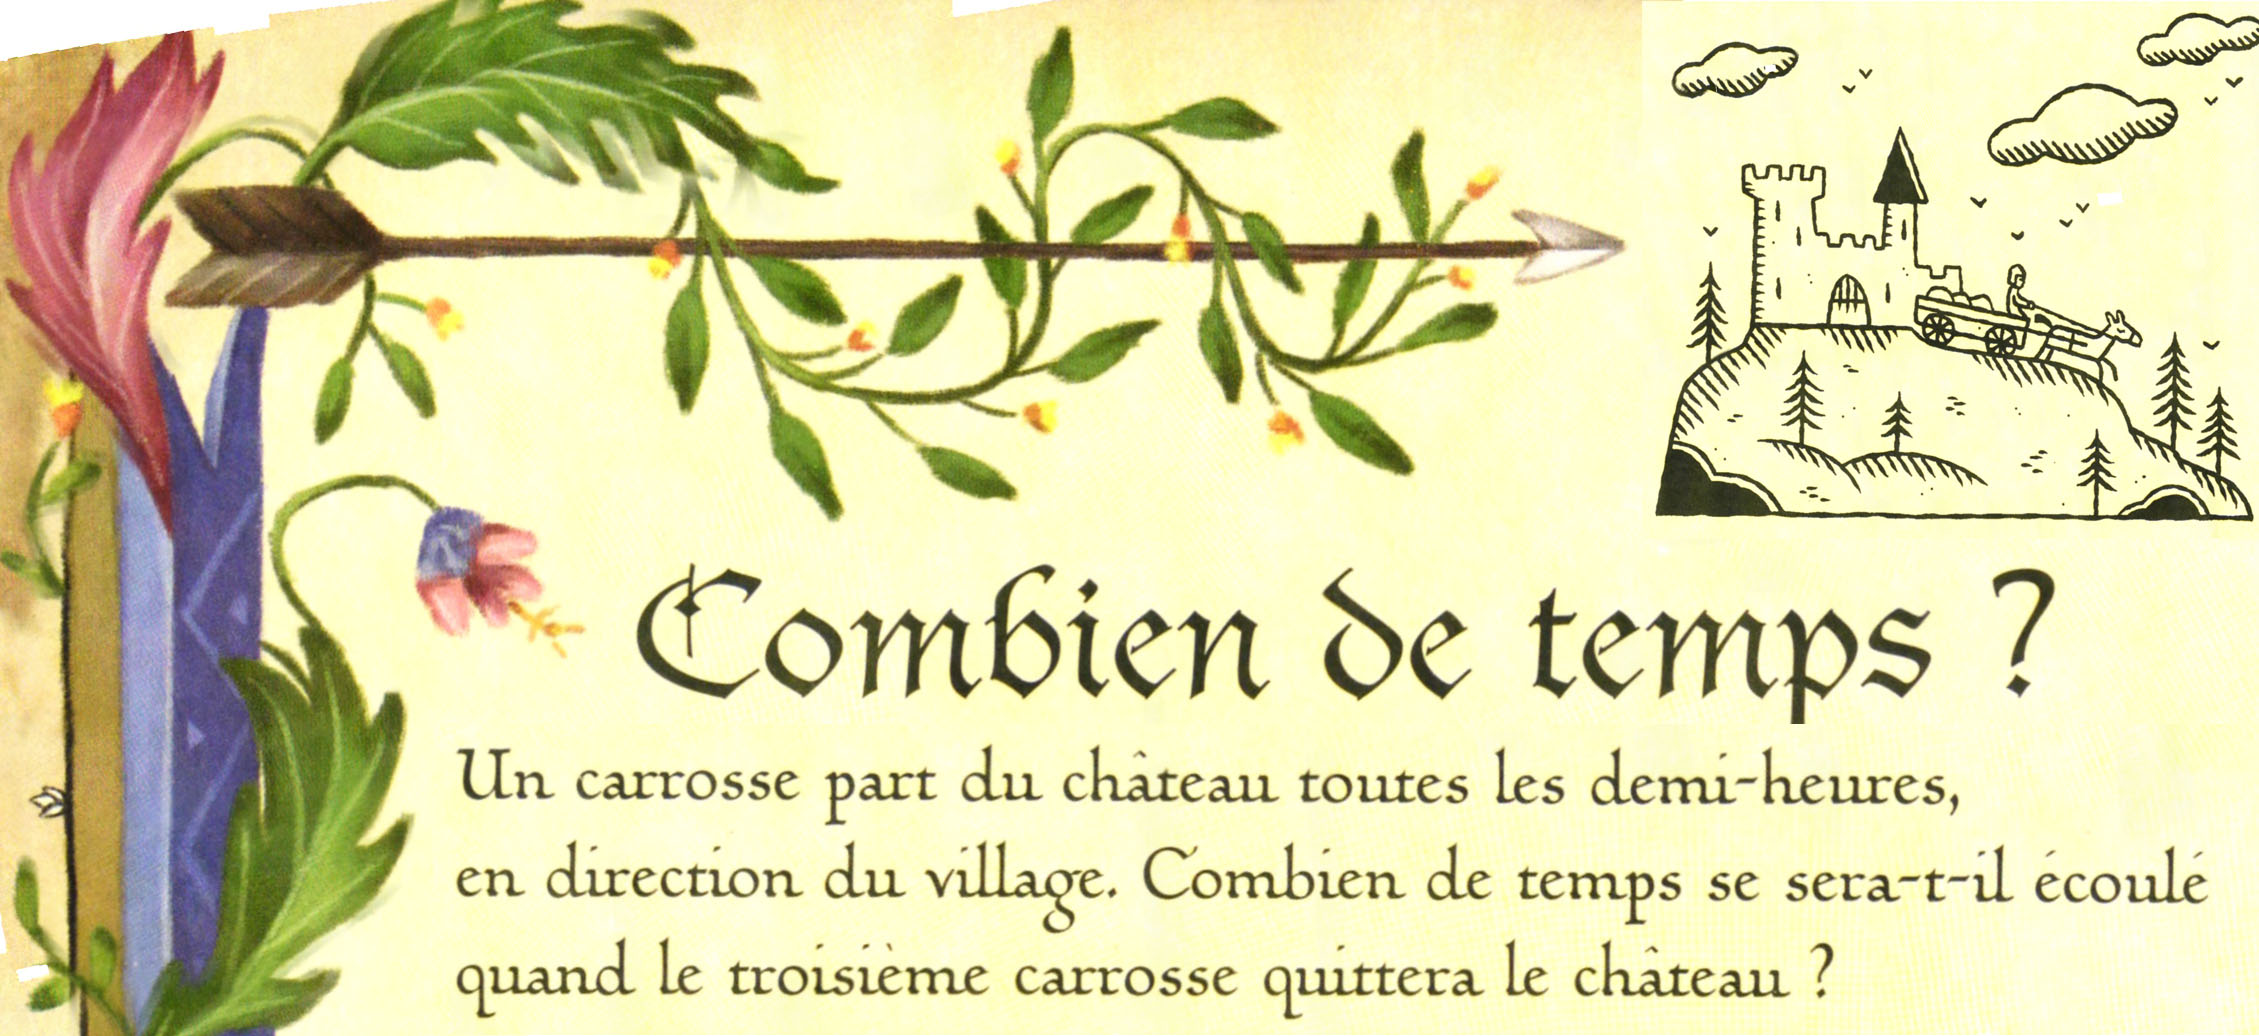 Combien de temps ?
Un carrosse part du château toutes les demi-heures,
en direction du village. Combien de temps se sera-t-il écoulé
quand le troisième carrosse quittera le château ?